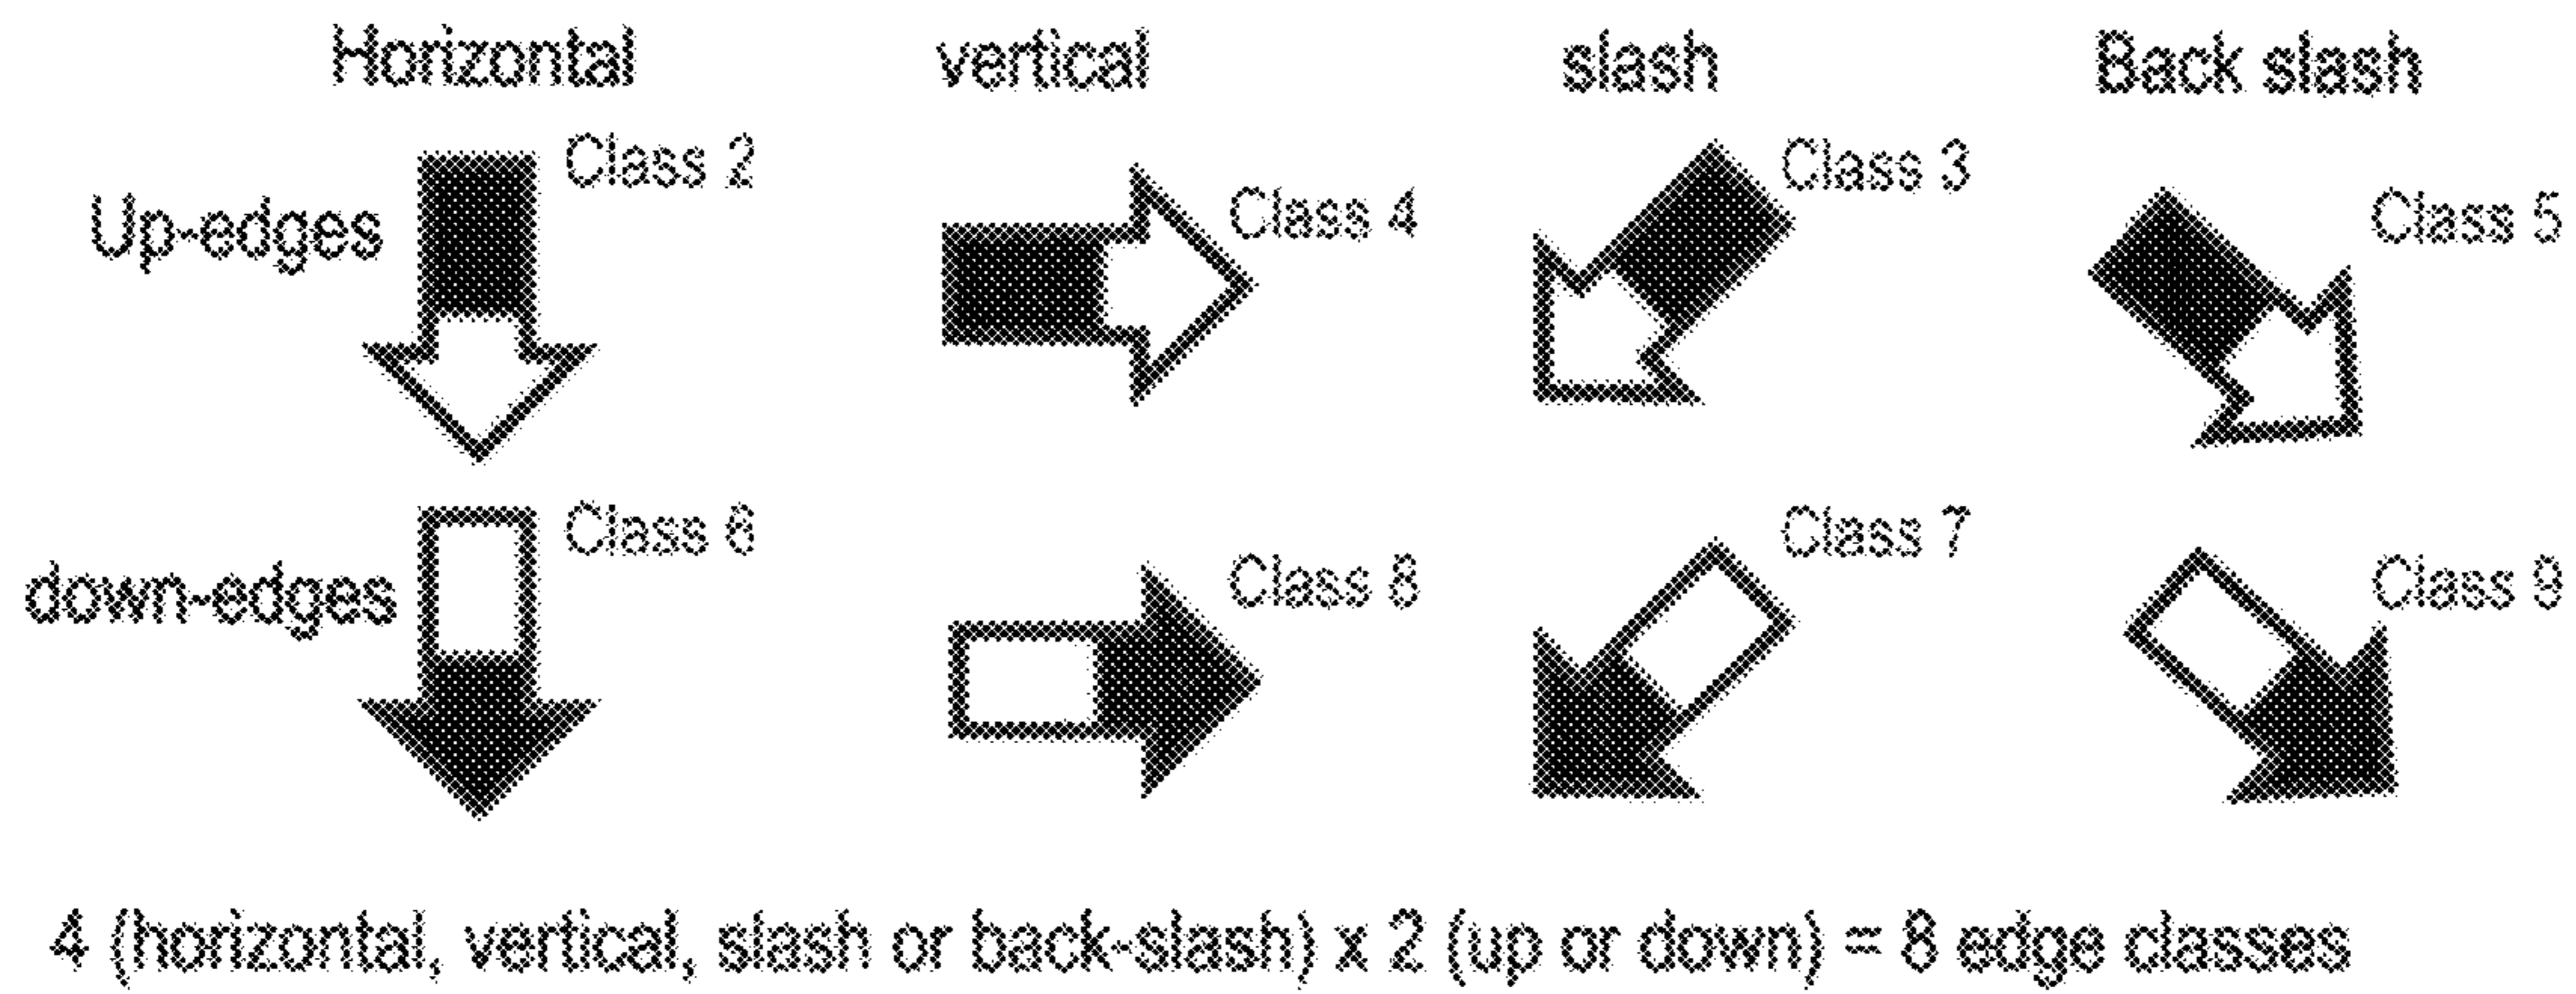 Horizontal vertical slash Back slash
Up-edges Class 2 Class 4 Class 3 Class 5
down-edges Class 6 Class 8 Class 7 Class 9
4 (horizontal, vertical, slash or back-slash) x 2 (up or down) = 8 edge classes